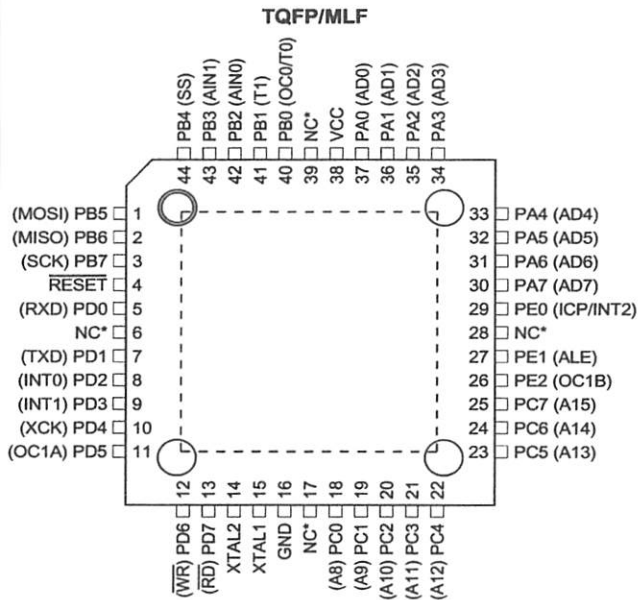 TQFP/MLF
PB4 (SS)
PB3 (AIN1)
PB2 (AIN0)
PB1 (T1)
PB0 (OC0/T0)
NC*
VCC
PA0 (AD0)
PA1 (AD1)
PA2 (AD2)
PA3 (AD3)
44 43 42 41 40 39 38 37 36 35 34
(MOSI) PB5 1
(MISO) PB6 2
(SCK) PB7 3
RESET 4
(RXD) PD0 5
NC* 6
(TXD) PD1 7
(INT0) PD2 8
(INT1) PD3 9
(XCK) PD4 10
(OC1A) PD5 11
33 PA4 (AD4)
32 PA5 (AD5)
31 PA6 (AD6)
30 PA7 (AD7)
29 PE0 (ICP/INT2)
28 NC*
27 PE1 (ALE)
26 PE2 (OC1B)
25 PC7 (A15)
24 PC6 (A14)
23 PC5 (A13)
12 13 14 15 16 17 18 19 20 21 22
(WR) PD6
(RD) PD7
XTAL2
XTAL1
GND
NC*
(A8) PC0
(A9) PC1
(A10) PC2
(A11) PC3
(A12) PC4